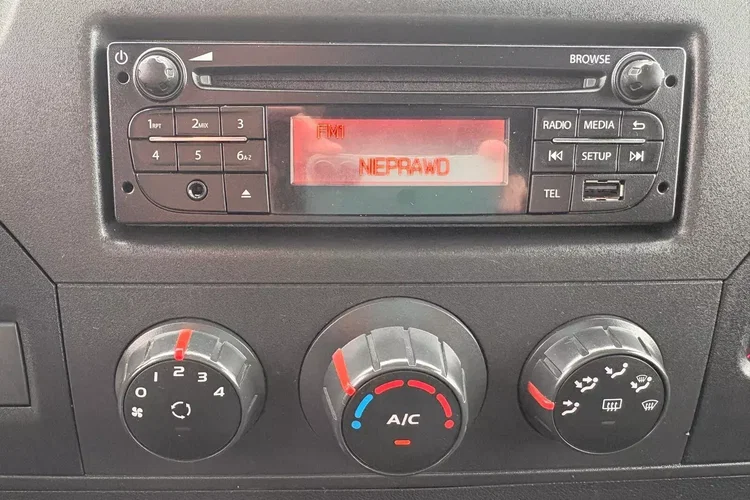 BROWSE
1RPT 2MIX 3
4 5 6A-Z
FM1
NIEPRAWD
RADIO MEDIA
SETUP
TEL
0 1 2 3 4
A/C